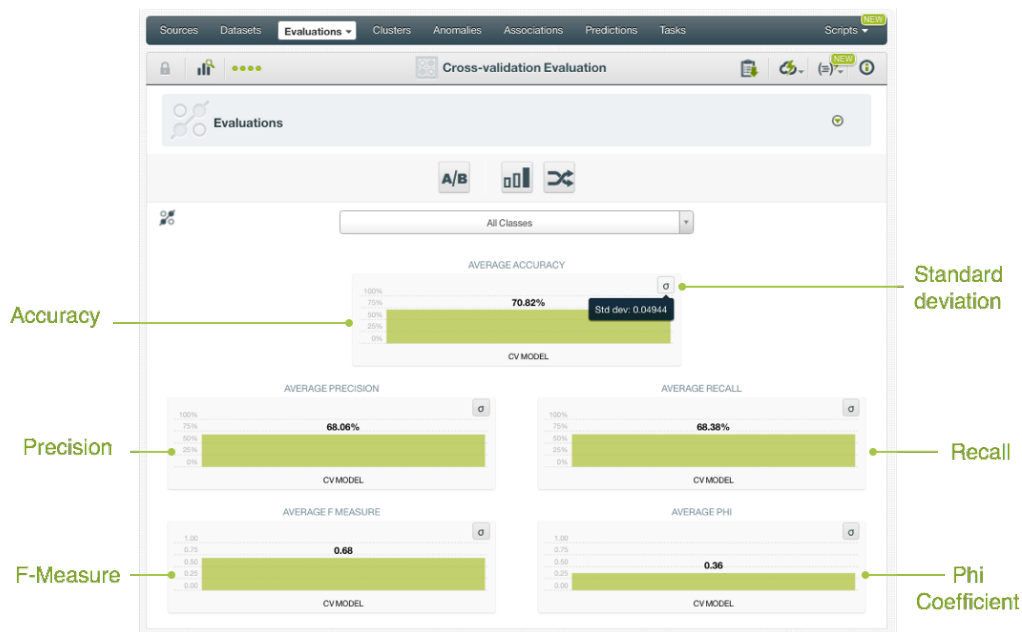 Sources Datasets Evaluations Clusters Anomalies Associations Predictions Tasks Scripts NEW
Cross-validation Evaluation NEW
Evaluations
A/B
All Classes
AVERAGE ACCURACY
σ
Standard
deviation
100%
75%
50%
25%
0%
70.82%
Std dev: 0.04944
Accuracy
CV MODEL
AVERAGE PRECISION
σ
100%
75%
50%
25%
0%
68.06%
Precision
CV MODEL
AVERAGE RECALL
σ
100%
75%
50%
25%
0%
68.38%
Recall
CV MODEL
AVERAGE F MEASURE
σ
1.00
0.75
0.50
0.25
0.00
0.68
F-Measure
CV MODEL
AVERAGE PHI
σ
1.00
0.75
0.50
0.25
0.00
0.36
Phi
Coefficient
CV MODEL